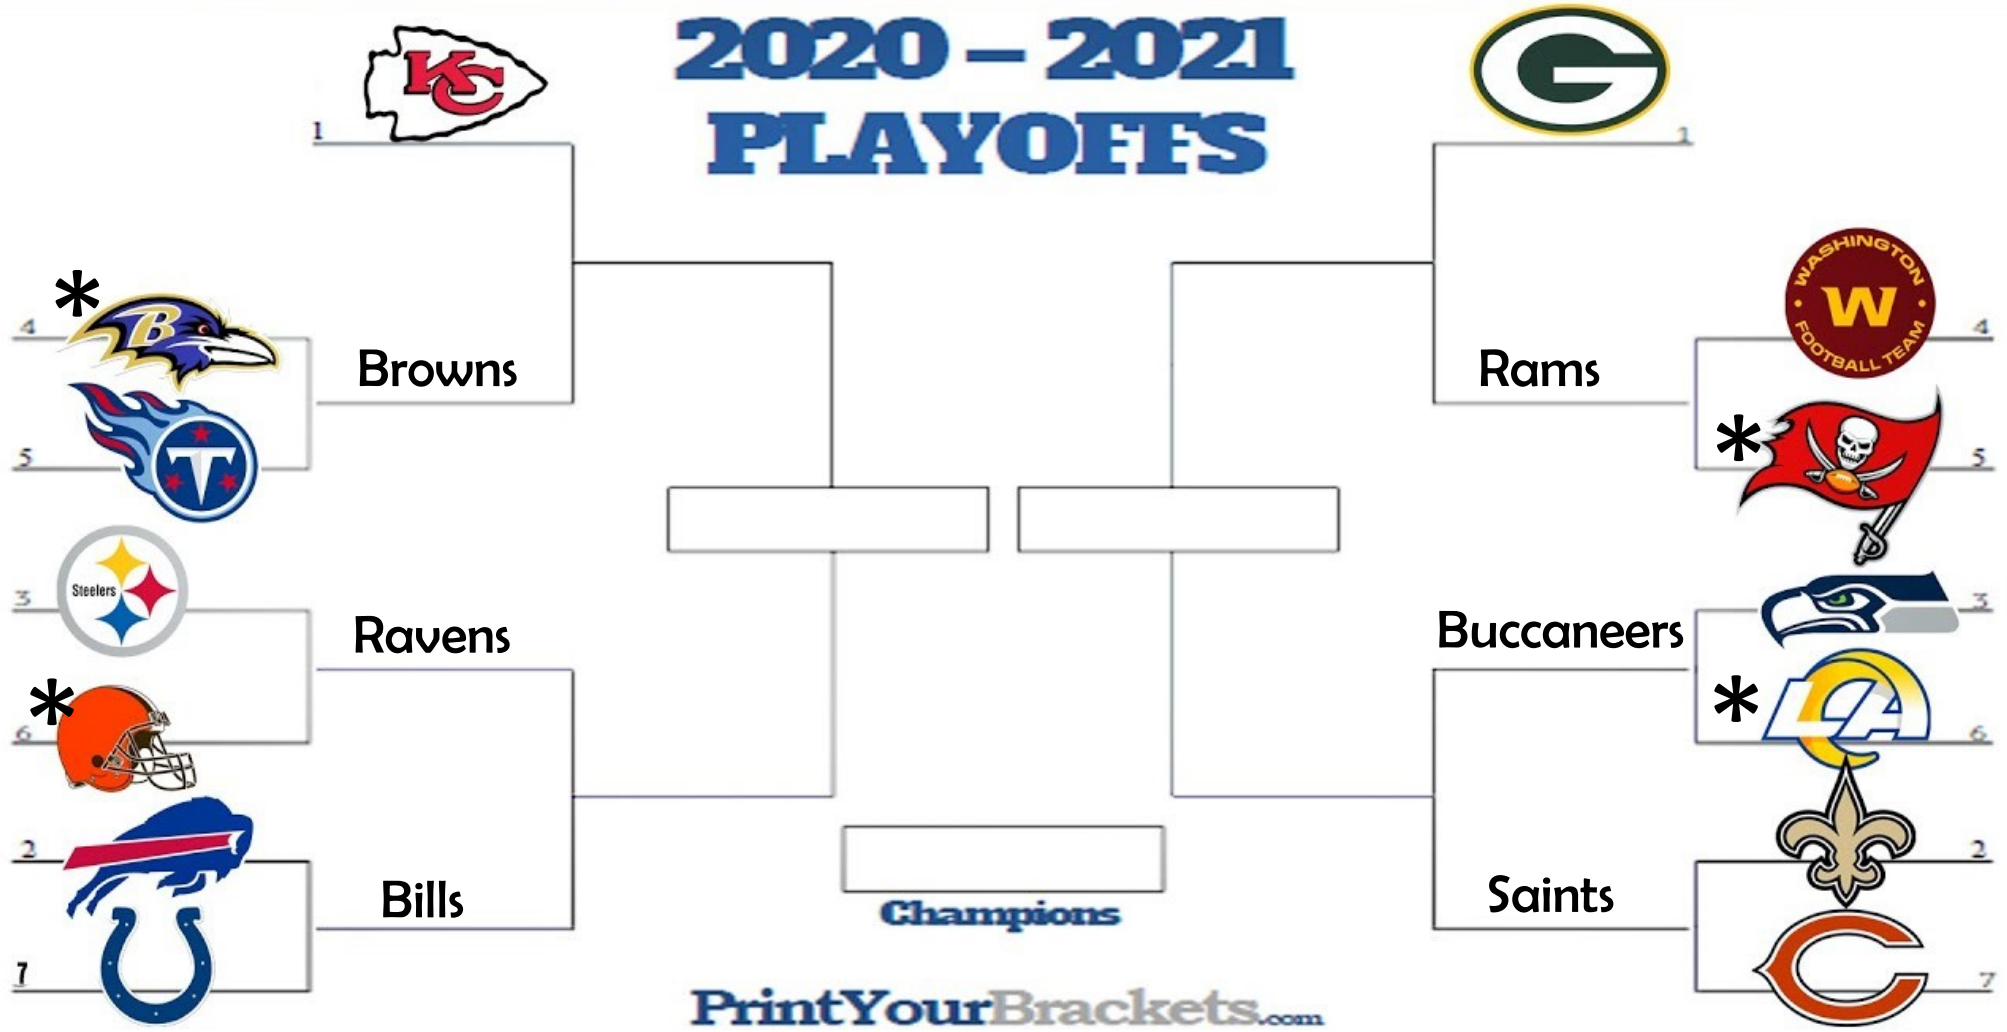 2020 – 2021
PLAYOFFS
KC
G
1
1
WASHINGTON
W
FOOTBALL TEAM
*
B
4
4
Browns
Rams
*
T
5
5
Steelers
3
3
Ravens
Buccaneers
*
*
LA
6
6
2
2
Bills
Saints
Champions
C
7
7
PrintYourBrackets.com